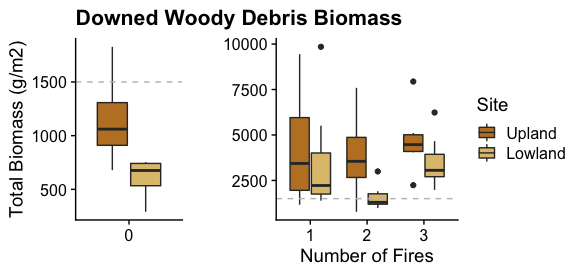 Downed Woody Debris Biomass
Total Biomass (g/m2)
1500
1000
500
0
10000
7500
5000
2500
1 2 3
Number of Fires
Site
Upland
Lowland